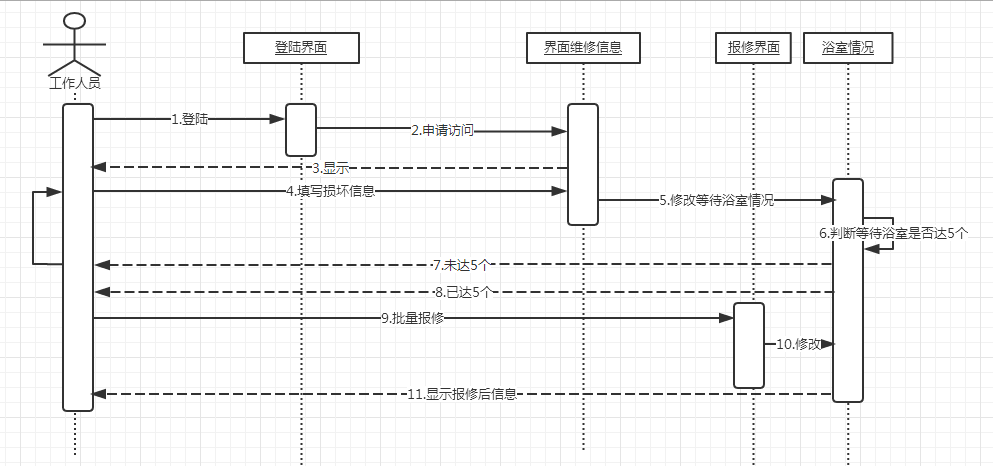 工作人员
登陆界面
界面维修信息
报修界面
浴室情况
1.登陆
2.申请访问
3.显示
4.填写损坏信息
5.修改等待浴室情况
6.判断等待浴室是否达5个
7.未达5个
8.已达5个
9.批量报修
10.修改
11.显示报修后信息